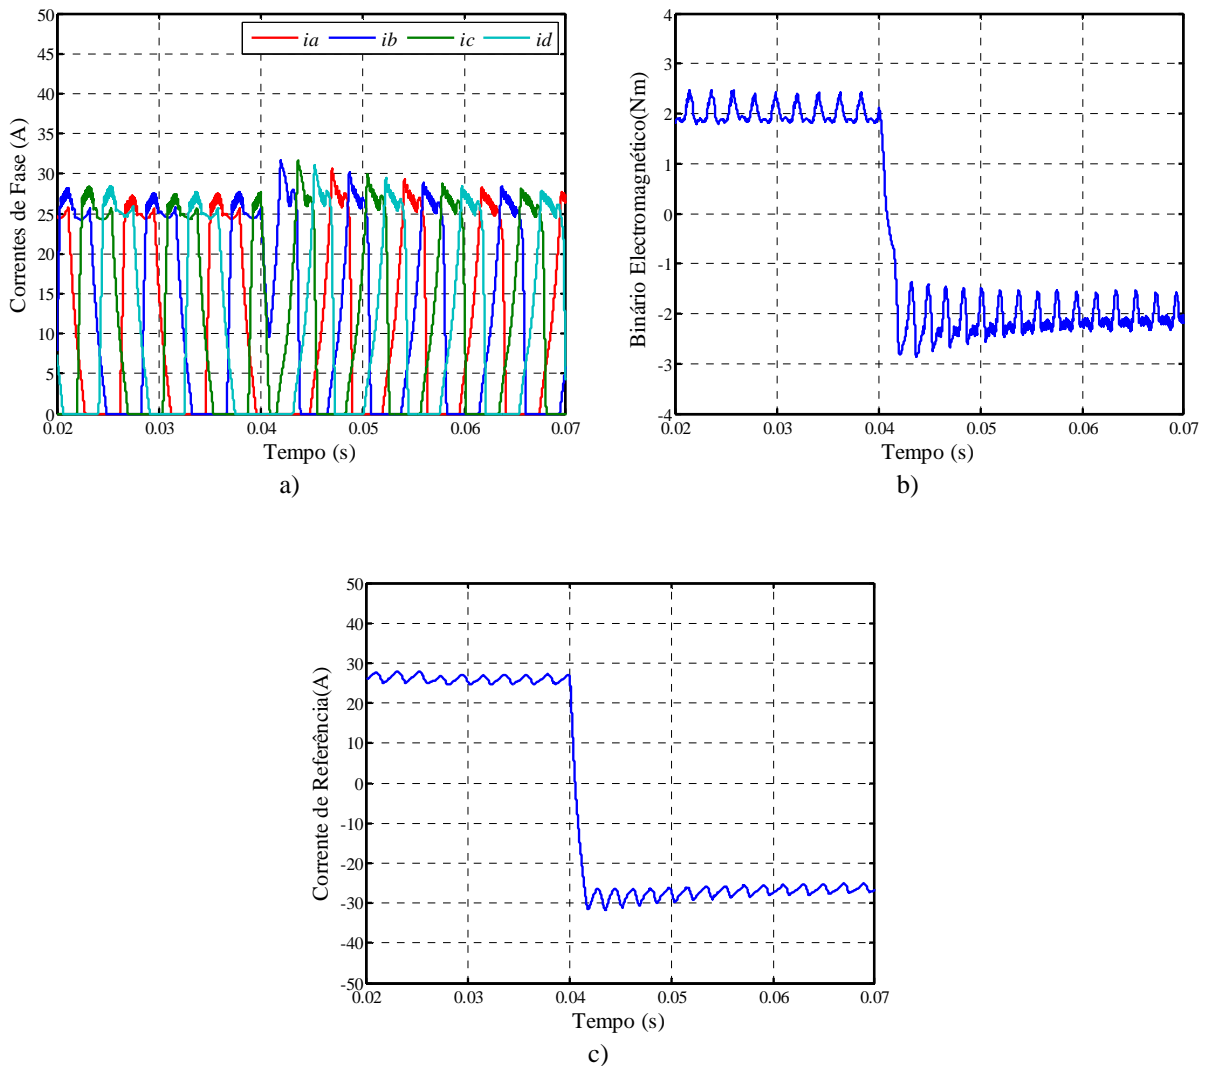 50
45
40
35
30
25
20
15
10
5
0
0.02 0.03 0.04 0.05 0.06 0.07
Correntes de Fase (A)
Tempo (s)
ia ib ic id
a)
4
3
2
1
0
-1
-2
-3
-4
0.02 0.03 0.04 0.05 0.06 0.07
Binário Electromagnético(Nm)
Tempo (s)
b)
50
40
30
20
10
0
-10
-20
-30
-40
-50
0.02 0.03 0.04 0.05 0.06 0.07
Corrente de Referência(A)
Tempo (s)
c)